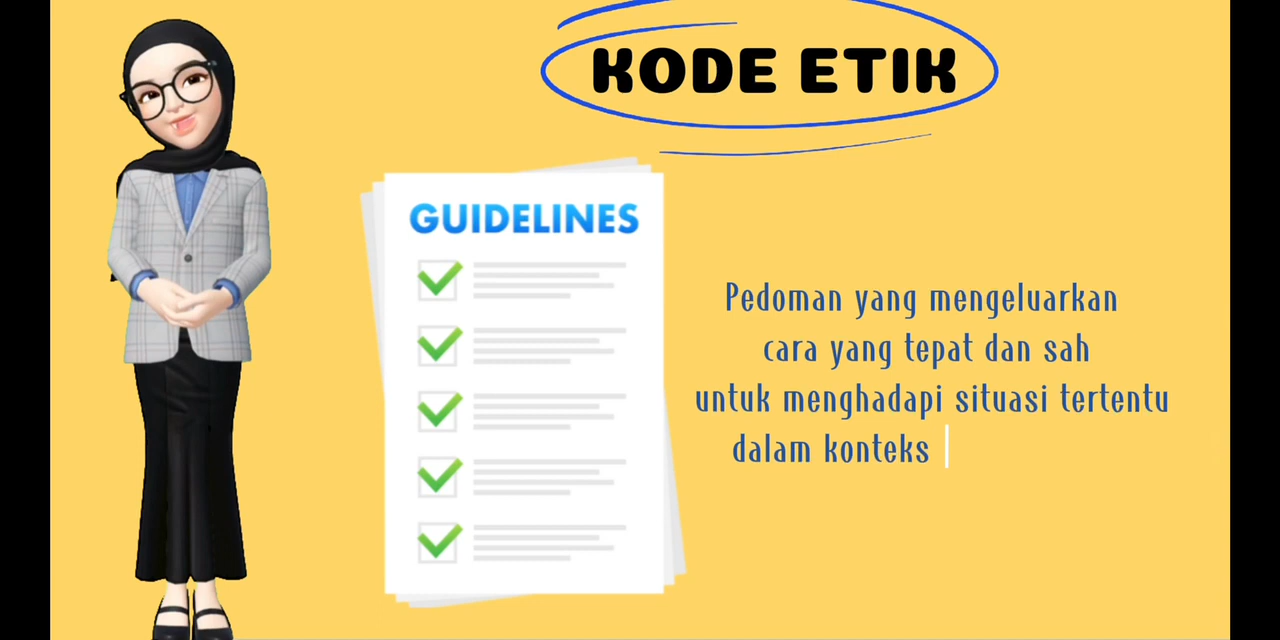 KODE ETIK
GUIDELINES
Pedoman yang mengeluarkan
cara yang tepat dan sah
untuk menghadapi situasi tertentu
dalam konteks